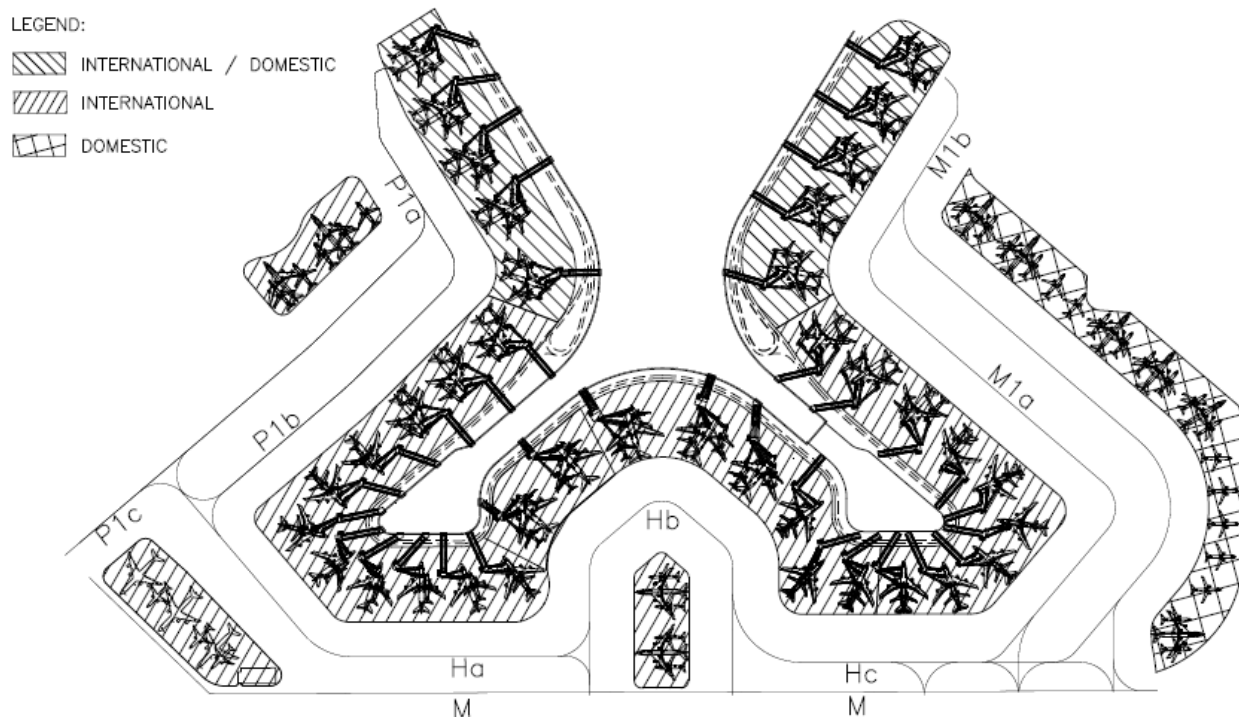 LEGEND:
INTERNATIONAL / DOMESTIC
INTERNATIONAL
DOMESTIC
P1a
M1b
M1a
P1b
P1c
Hb
Ha
Hc
M
M